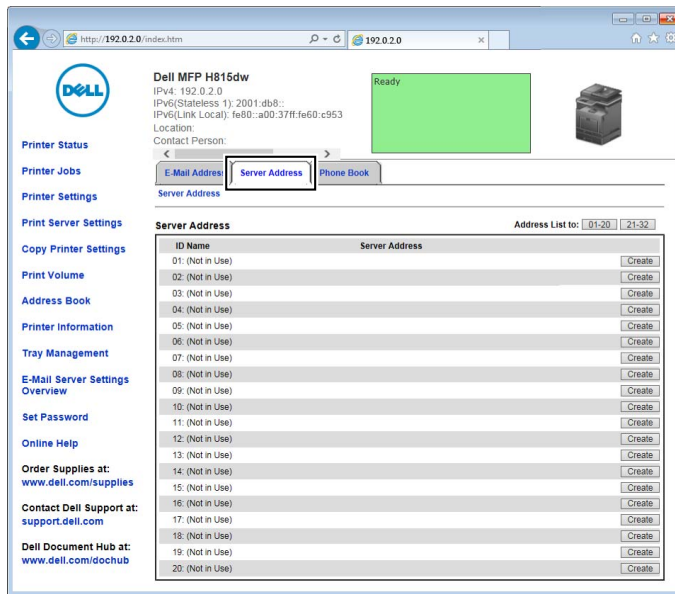 http://192.0.2.0/index.htm
192.0.2.0
DELL
Dell MFP H815dw
IPv4: 192.0.2.0
IPv6(Stateless 1): 2001:db8::
IPv6(Link Local): fe80::a00:37ff:fe60:c953
Location:
Contact Person:
Ready
Printer Status
Printer Jobs
Printer Settings
Print Server Settings
Copy Printer Settings
Print Volume
Address Book
Printer Information
Tray Management
E-Mail Server Settings
Overview
Set Password
Online Help
Order Supplies at:
www.dell.com/supplies
Contact Dell Support at:
support.dell.com
Dell Document Hub at:
www.dell.com/dochub
E-Mail Address Server Address Phone Book
Server Address
Server Address Address List to: 01-20 21-32
ID Name Server Address
01: (Not in Use) Create
02: (Not in Use) Create
03: (Not in Use) Create
04: (Not in Use) Create
05: (Not in Use) Create
06: (Not in Use) Create
07: (Not in Use) Create
08: (Not in Use) Create
09: (Not in Use) Create
10: (Not in Use) Create
11: (Not in Use) Create
12: (Not in Use) Create
13: (Not in Use) Create
14: (Not in Use) Create
15: (Not in Use) Create
16: (Not in Use) Create
17: (Not in Use) Create
18: (Not in Use) Create
19: (Not in Use) Create
20: (Not in Use) Create